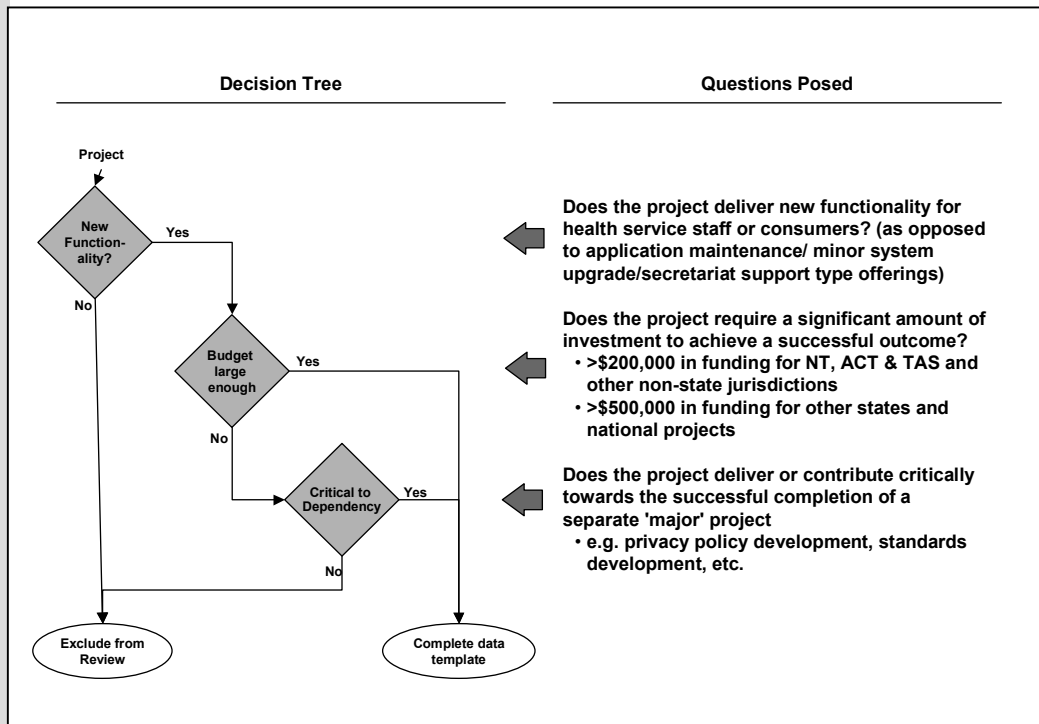 Decision Tree
Questions Posed
Project
New
Function-
ality?
Yes
No
Does the project deliver new functionality for
health service staff or consumers? (as opposed
to application maintenance/ minor system
upgrade/secretariat support type offerings)
Budget
large
enough
Yes
No
Does the project require a significant amount of
investment to achieve a successful outcome?
• >$200,000 in funding for NT, ACT & TAS and
other non-state jurisdictions
• >$500,000 in funding for other states and
national projects
Critical to
Dependency
Yes
No
Does the project deliver or contribute critically
towards the successful completion of a
separate 'major' project
• e.g. privacy policy development, standards
development, etc.
Exclude from
Review
Complete data
template